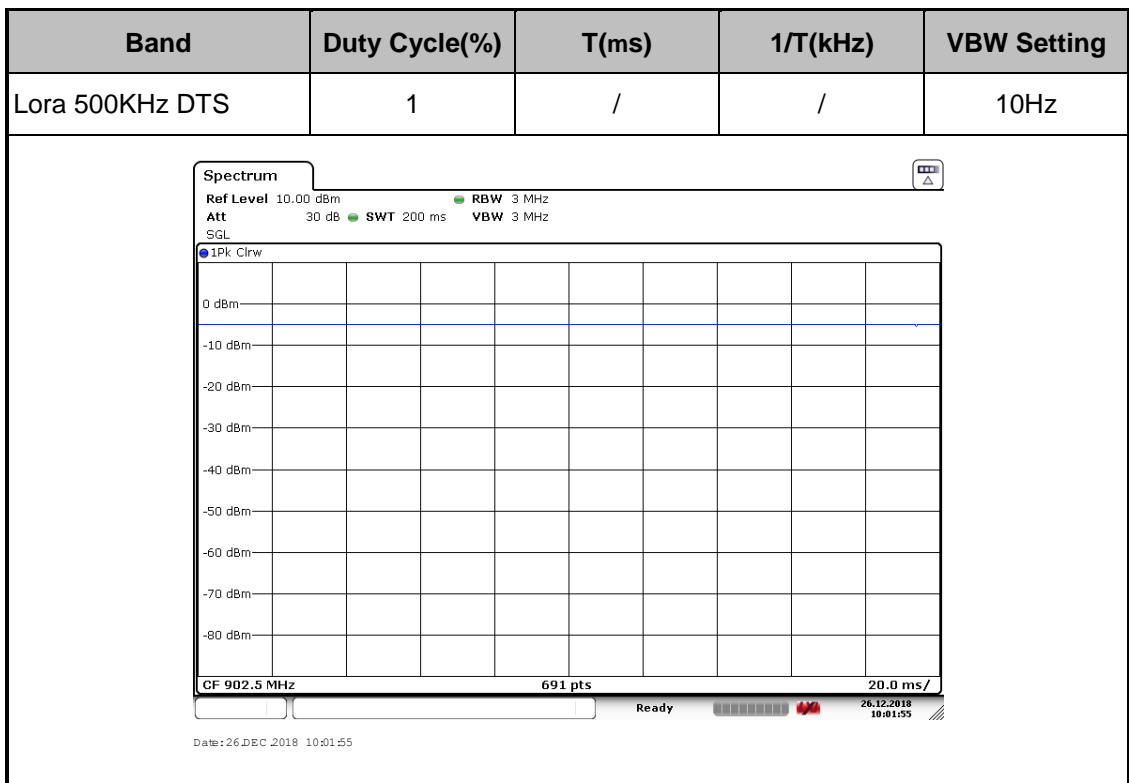 Band Duty Cycle(%) T(ms) 1/T(kHz) VBW Setting
Lora 500KHz DTS 1 / / 10Hz
Spectrum
Ref Level 10.00 dBm RBW 3 MHz
Att 30 dB SWT 200 ms VBW 3 MHz
SGL
1Pk Clrw
0 dBm
-10 dBm
-20 dBm
-30 dBm
-40 dBm
-50 dBm
-60 dBm
-70 dBm
-80 dBm
CF 902.5 MHz 691 pts 20.0 ms/
Ready 26.12.2018
10:01:55
Date: 26.DEC.2018 10:01:55